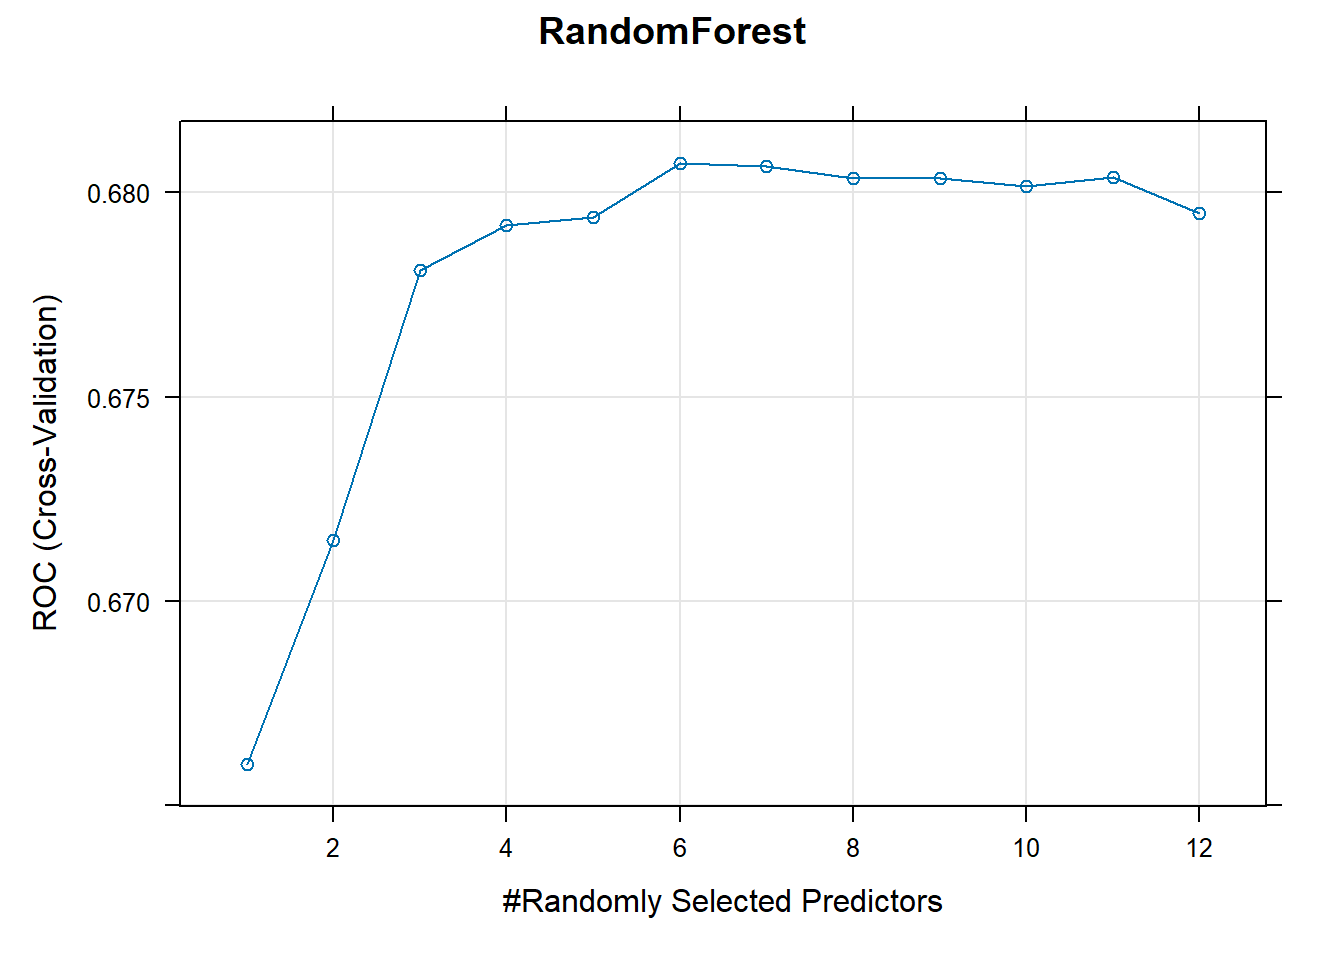 RandomForest
0.680
0.675
0.670
ROC (Cross-Validation)
2 4 6 8 10 12
#Randomly Selected Predictors